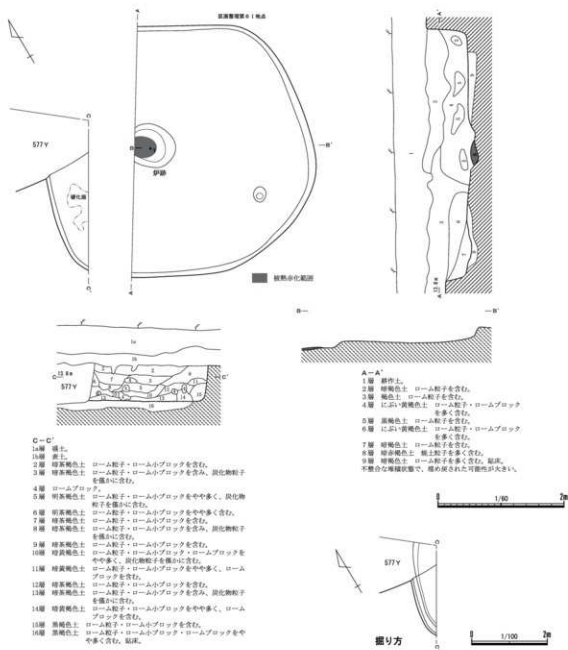 A
A'
B—
—B'
C
C'
577Y
炉跡
硬化面
被熱赤化範囲
1
2
13.8m
A'
A
B—
—B'
1a
1b
13.8m
C—
—C'
577Y
16
A—A'
1層 耕作土。
2層 暗褐色土 ローム粒子を含む。
3層 褐色土 ローム粒子を含む。
4層 にぶい黄褐色土 ローム粒子・ロームブロック
を多く含む。
5層 黒褐色土 ローム粒子を含む。
6層 にぶい黄褐色土 ローム粒子・ロームブロック
を多く含む。
7層 暗褐色土 ローム粒子を含む。
8層 暗赤褐色土 焼土粒子を多く含む。
9層 暗褐色土 ローム粒子を多く含む。貼床。
不整合な堆積状態で、埋め戻された可能性が大きい。
C—C'
1a層 盛土。
1b層 表土。
2層 暗茶褐色土 ローム粒子・ローム小ブロックを含む。
3層 暗茶褐色土 ローム粒子・ローム小ブロックを含み、炭化物粒子
を僅かに含む。
4層 ロームブロック。
5層 明茶褐色土 ローム粒子・ローム小ブロックをやや多く、炭化物
粒子を僅かに含む。
6層 明茶褐色土 ローム粒子・ローム小ブロックをやや多く含む。
7層 暗茶褐色土 ローム粒子・ローム小ブロックを含む。
8層 暗茶褐色土 ローム粒子・ローム小ブロックを含み、炭化物粒子
を僅かに含む。
9層 暗茶褐色土 ローム粒子・ローム小ブロックを含む。
10層 暗黄褐色土 ローム粒子・ローム小ブロック・ロームブロックを
やや多く、炭化物粒子を僅かに含む。
11層 暗黄褐色土 ローム粒子・ローム小ブロックをやや多く、ローム
ブロックを含む。
12層 暗茶褐色土 ローム粒子・ローム小ブロックを含む。
13層 暗茶褐色土 ローム粒子・ローム小ブロックを含み、炭化物粒子
を僅かに含む。
14層 暗黄褐色土 ローム粒子・ローム小ブロックをやや多く、ローム
ブロックを含む。
15層 黒褐色土 ローム粒子・ローム小ブロックを含む。
16層 黒褐色土 ローム粒子・ローム小ブロック・ロームブロックをや
や多く含む。貼床。
0
1/60
2m
577Y
掘り方
0
1/100
2m